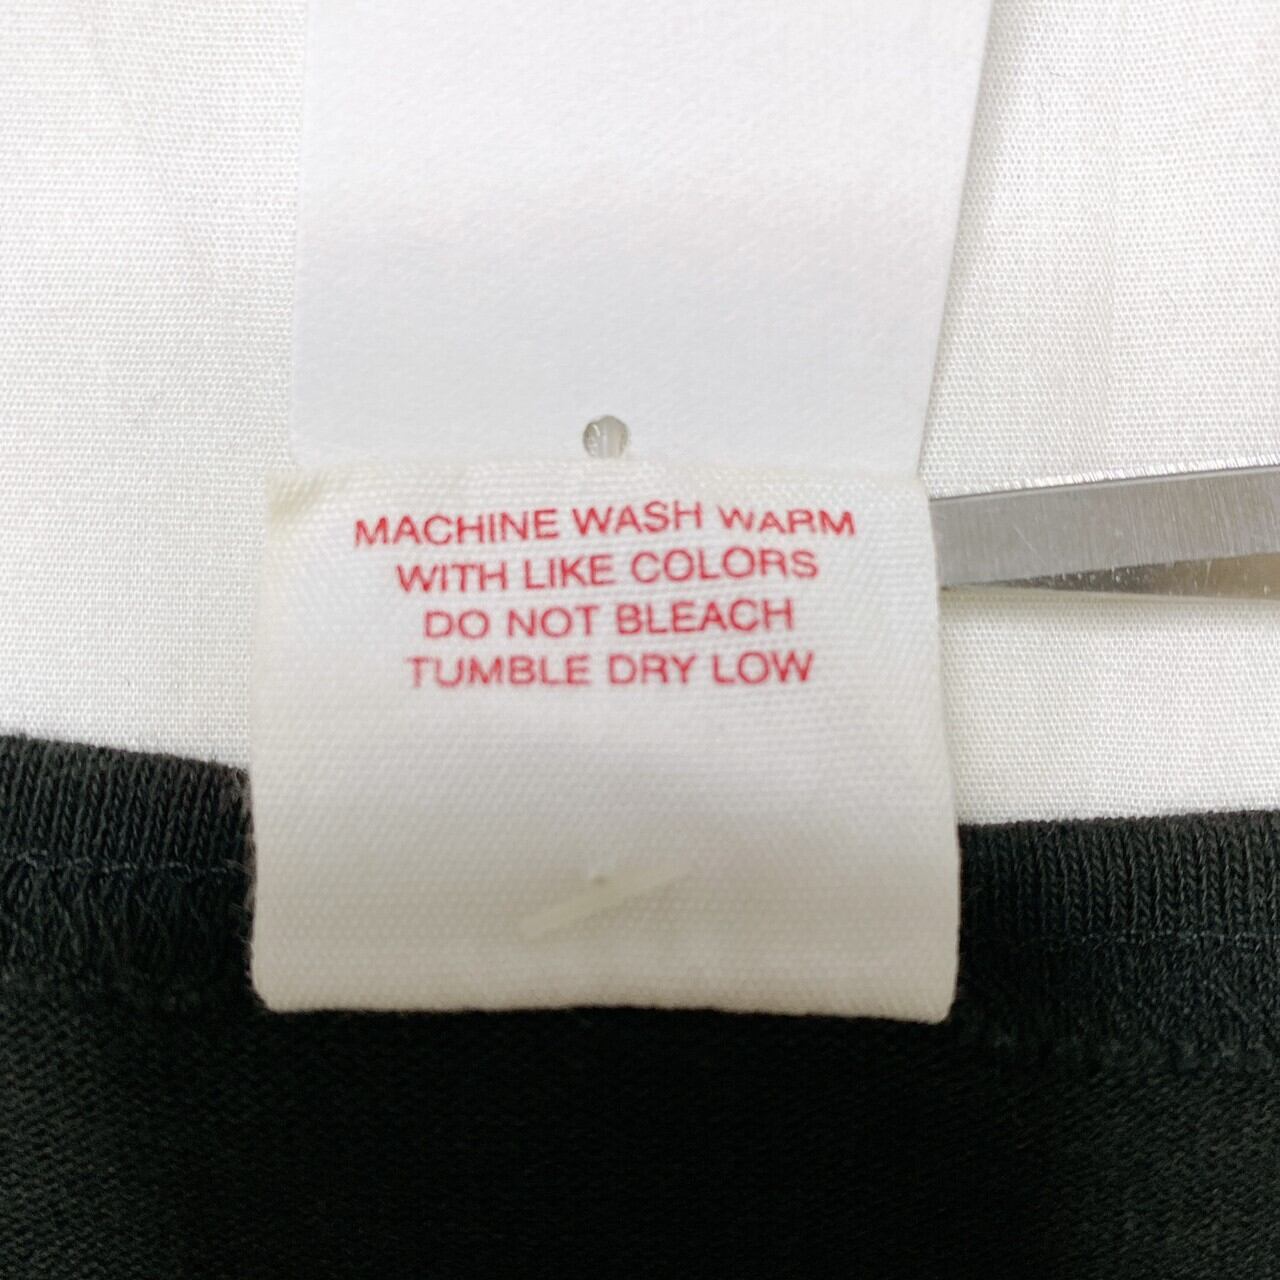 MACHINE WASH WARM
WITH LIKE COLORS
DO NOT BLEACH
TUMBLE DRY LOW